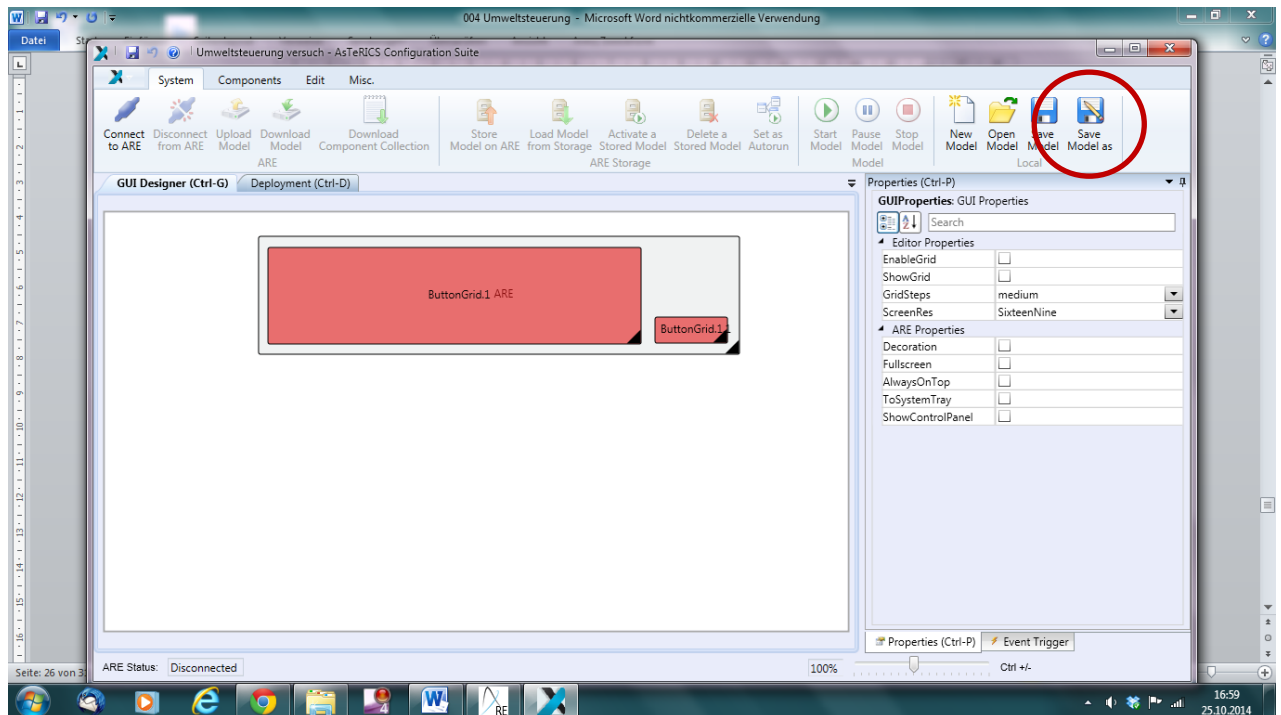 004 Umweltsteuerung - Microsoft Word nichtkommerzielle Verwendung
Datei
Umweltsteuerung versuch - AsTeRICS Configuration Suite
System Components Edit Misc.
Connect to ARE
Disconnect from ARE
Upload Model
Download Model
Download Component Collection
ARE
Store Model on ARE
Load Model from Storage
Activate a Stored Model
Delete a Stored Model
Set as Autorun
ARE Storage
Start Model
Pause Model
Stop Model
Model
New Model
Open Model
Save Model
Save Model as
Local
GUI Designer (Ctrl-G) Deployment (Ctrl-D)
ButtonGrid.1 ARE
ButtonGrid.1.1
Properties (Ctrl-P)
GUIProperties: GUI Properties
Search
Editor Properties
EnableGrid
ShowGrid
GridSteps medium
ScreenRes SixteenNine
ARE Properties
Decoration
Fullscreen
AlwaysOnTop
ToSystemTray
ShowControlPanel
Properties (Ctrl-P) Event Trigger
ARE Status: Disconnected 100% Ctrl +/-
Seite: 26 von 3
RE
16:59
25.10.2014